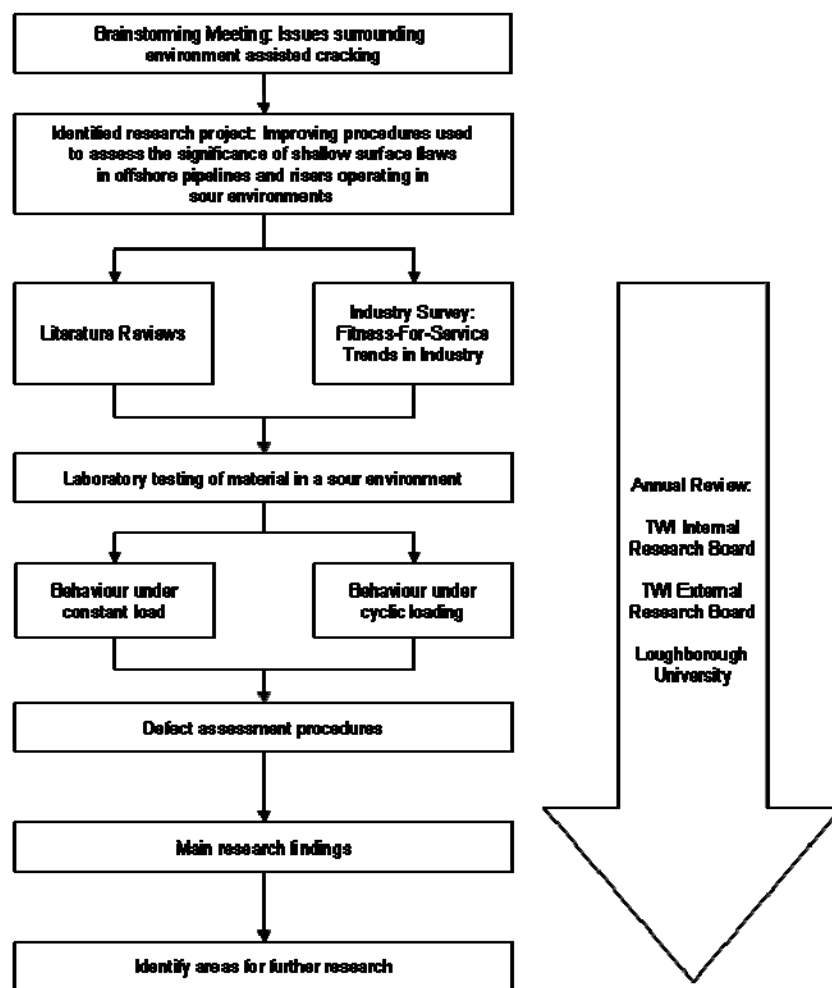 Brainstorming Meeting: Issues surrounding
environment assisted cracking
Identified research project: Improving procedures used
to assess the significance of shallow surface flaws
in offshore pipelines and risers operating in
sour environments
Literature Reviews
Industry Survey:
Fitness-For-Service
Trends in Industry
Laboratory testing of material in a sour environment
Behaviour under
constant load
Behaviour under
cyclic loading
Defect assessment procedures
Main research findings
Identify areas for further research
Annual Review:
TWI Internal
Research Board
TWI External
Research Board
Loughborough
University